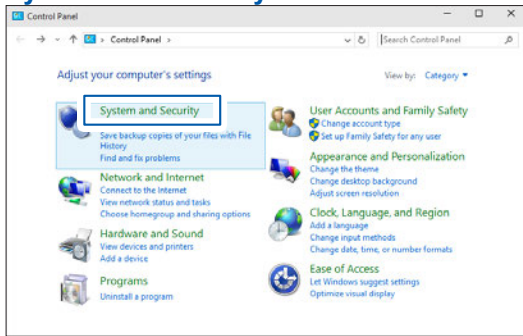 Control Panel
Control Panel
Search Control Panel
Adjust your computer's settings
View by: Category
System and Security
Save backup copies of your files with File
History
Find and fix problems
Network and Internet
Connect to the Internet
View network status and tasks
Choose homegroup and sharing options
Hardware and Sound
View devices and printers
Add a device
Programs
Uninstall a program
User Accounts and Family Safety
Change account type
Set up Family Safety for any user
Appearance and Personalization
Change the theme
Change desktop background
Adjust screen resolution
Clock, Language, and Region
Add a language
Change input methods
Change date, time, or number formats
Ease of Access
Let Windows suggest settings
Optimize visual display